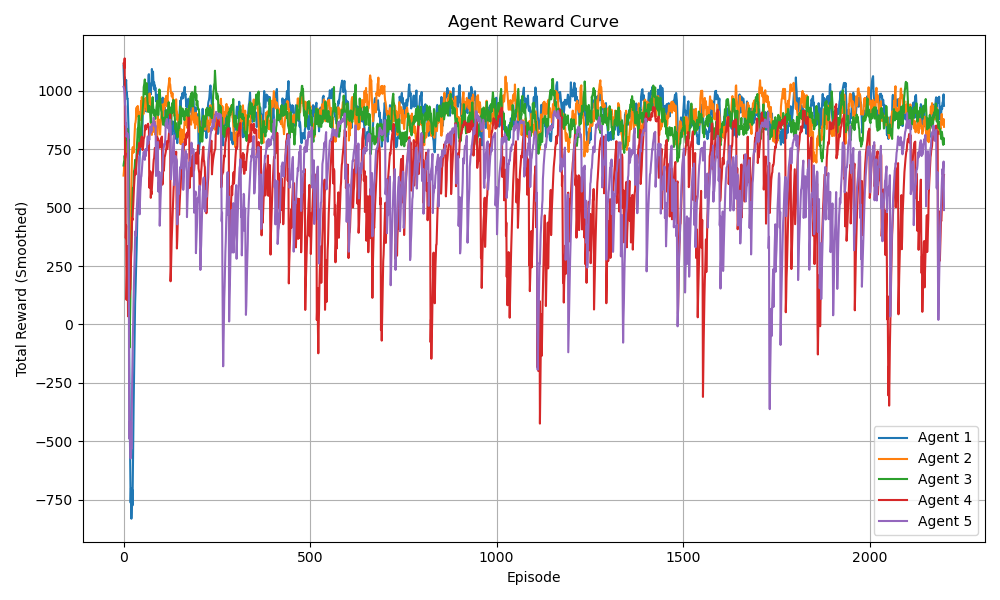 Agent Reward Curve
Total Reward (Smoothed)
1000
750
500
250
0
−250
−500
−750
0
500
1000
1500
2000
Episode
Agent 1
Agent 2
Agent 3
Agent 4
Agent 5